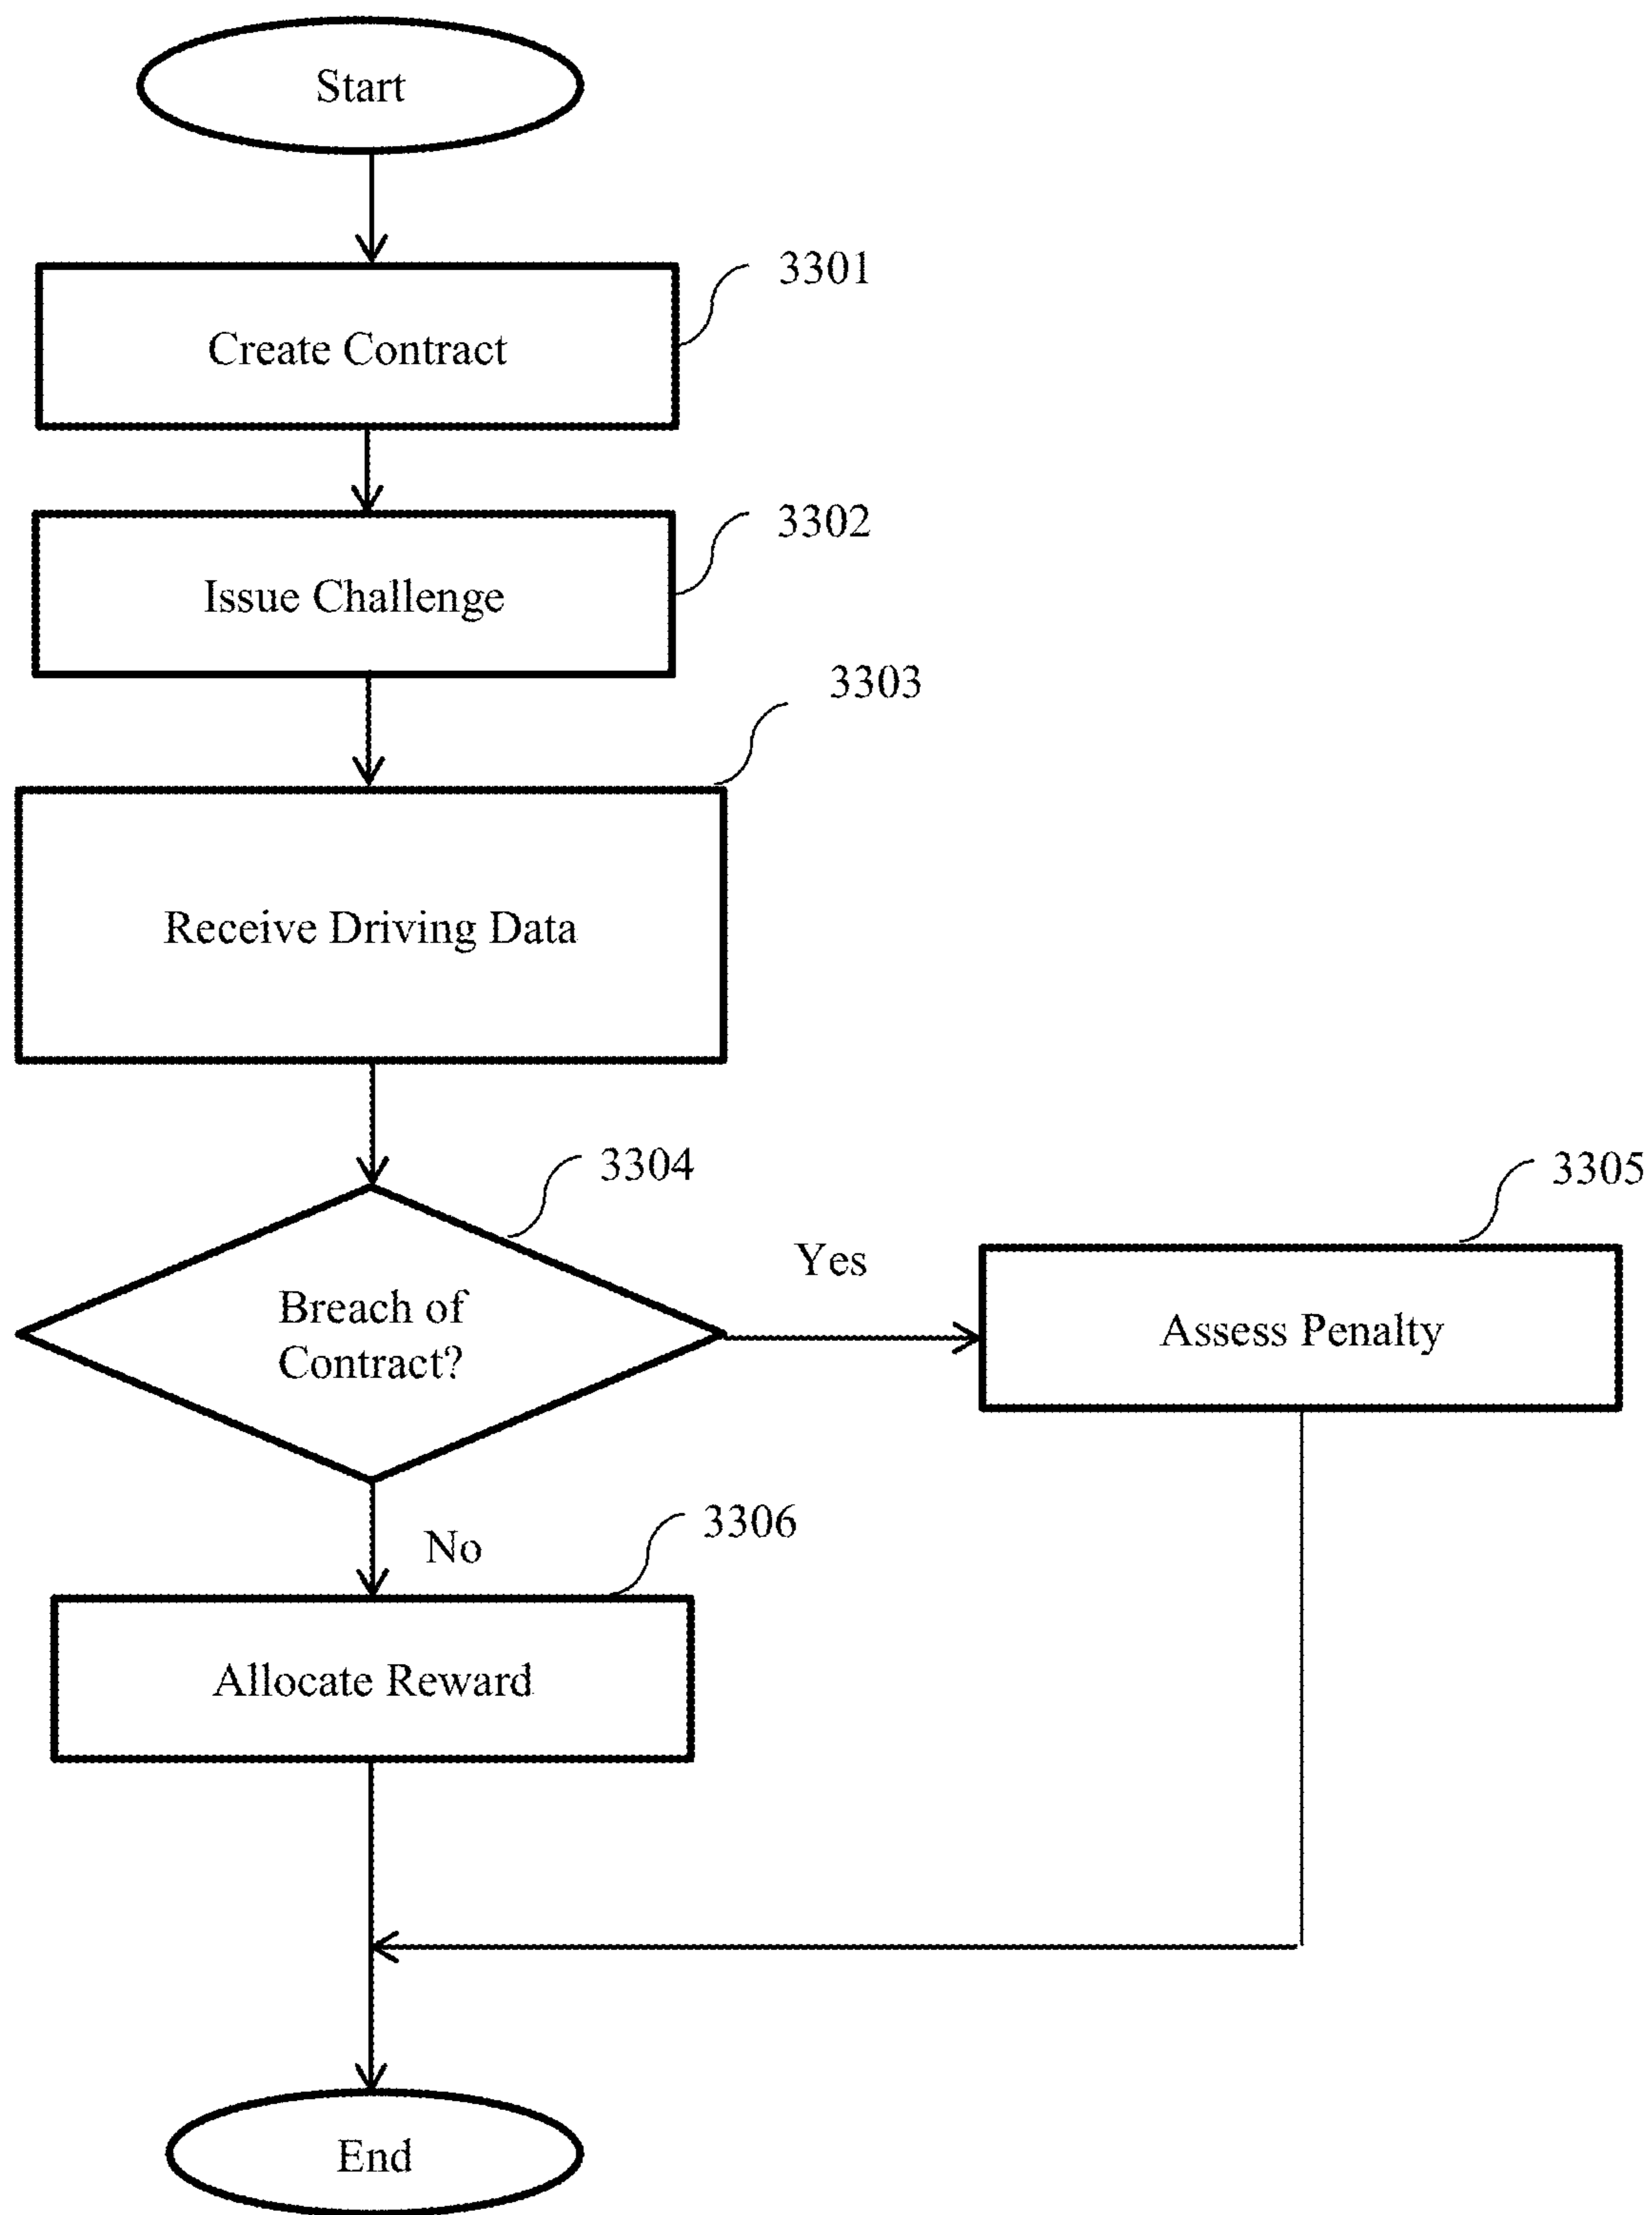 Start
3301
Create Contract
3302
Issue Challenge
3303
Receive Driving Data
3304
3305
Yes
Breach of
Contract?
Assess Penalty
No
3306
Allocate Reward
End